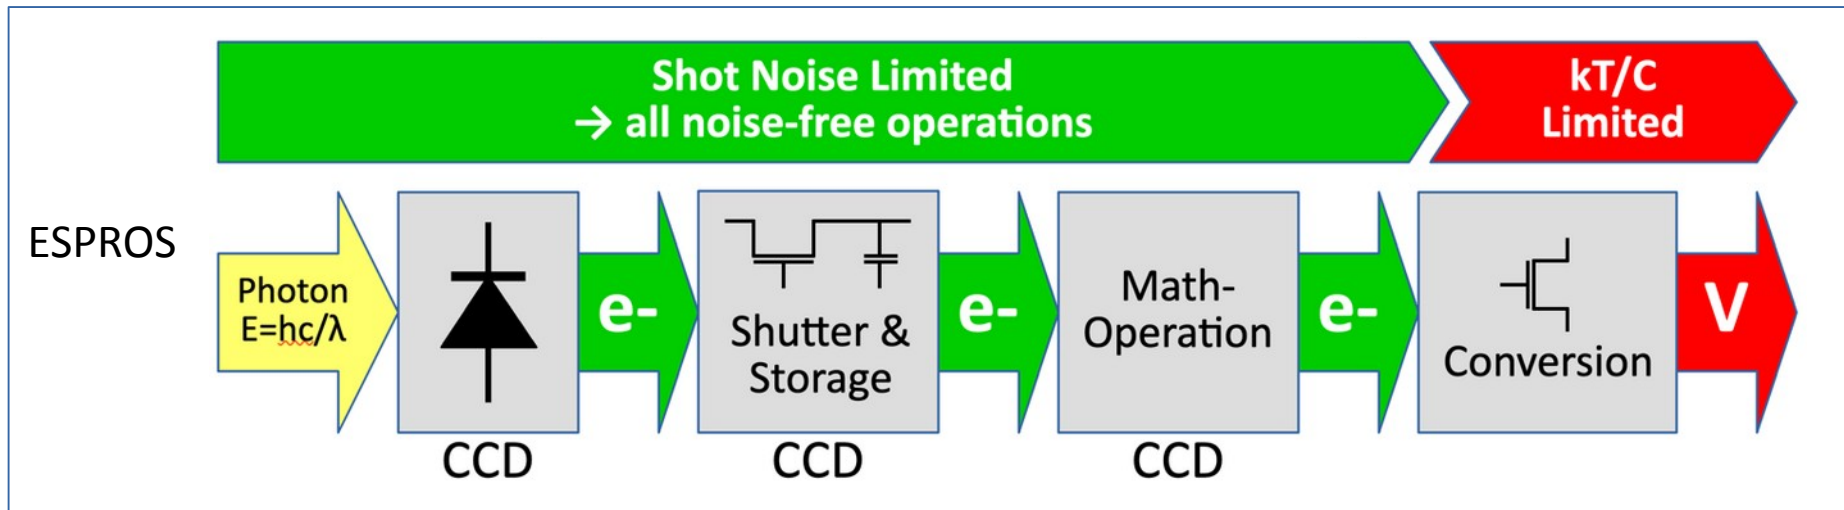 Shot Noise Limited
→ all noise-free operations
kT/C
Limited
ESPROS
Photon
E=hc/λ
e-
Shutter &
Storage
e-
Math-
Operation
e-
Conversion
V
CCD
CCD
CCD